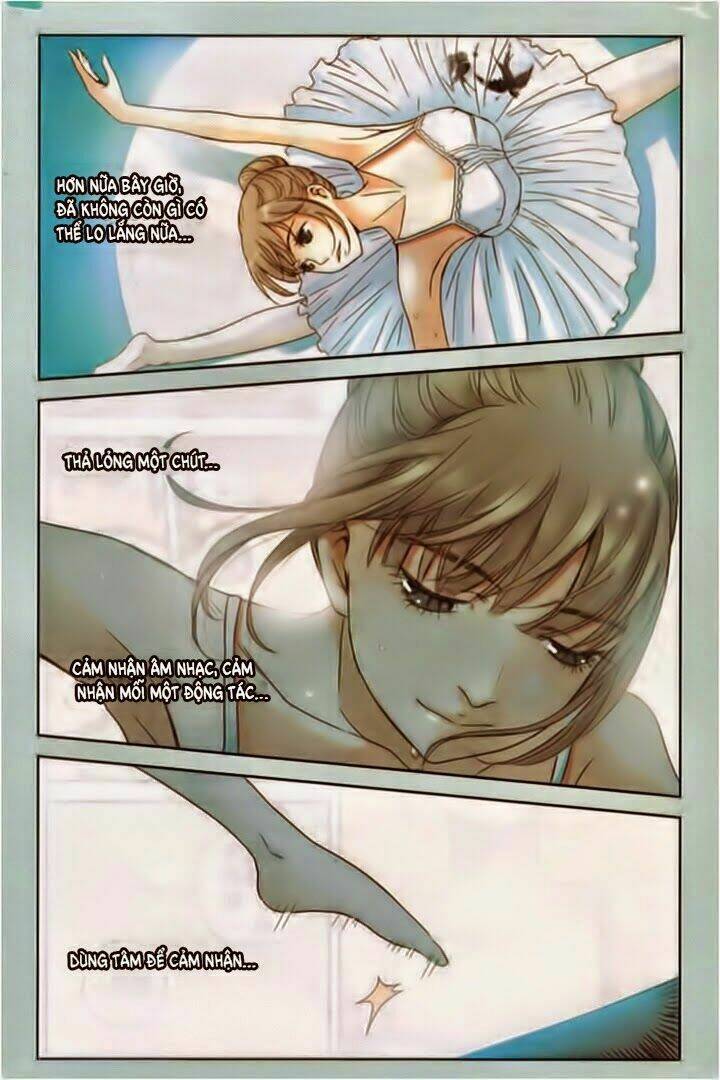 HƠN NỮA BÂY GIỜ,
ĐÃ KHÔNG CÒN GÌ CÓ
THỂ LO LẮNG NỮA...
THẢ LỎNG MỘT CHÚT...
CẢM NHẬN ÂM NHẠC, CẢM
NHẬN MỖI MỘT ĐỘNG TÁC...
DÙNG TÂM ĐỂ CẢM NHẬN...